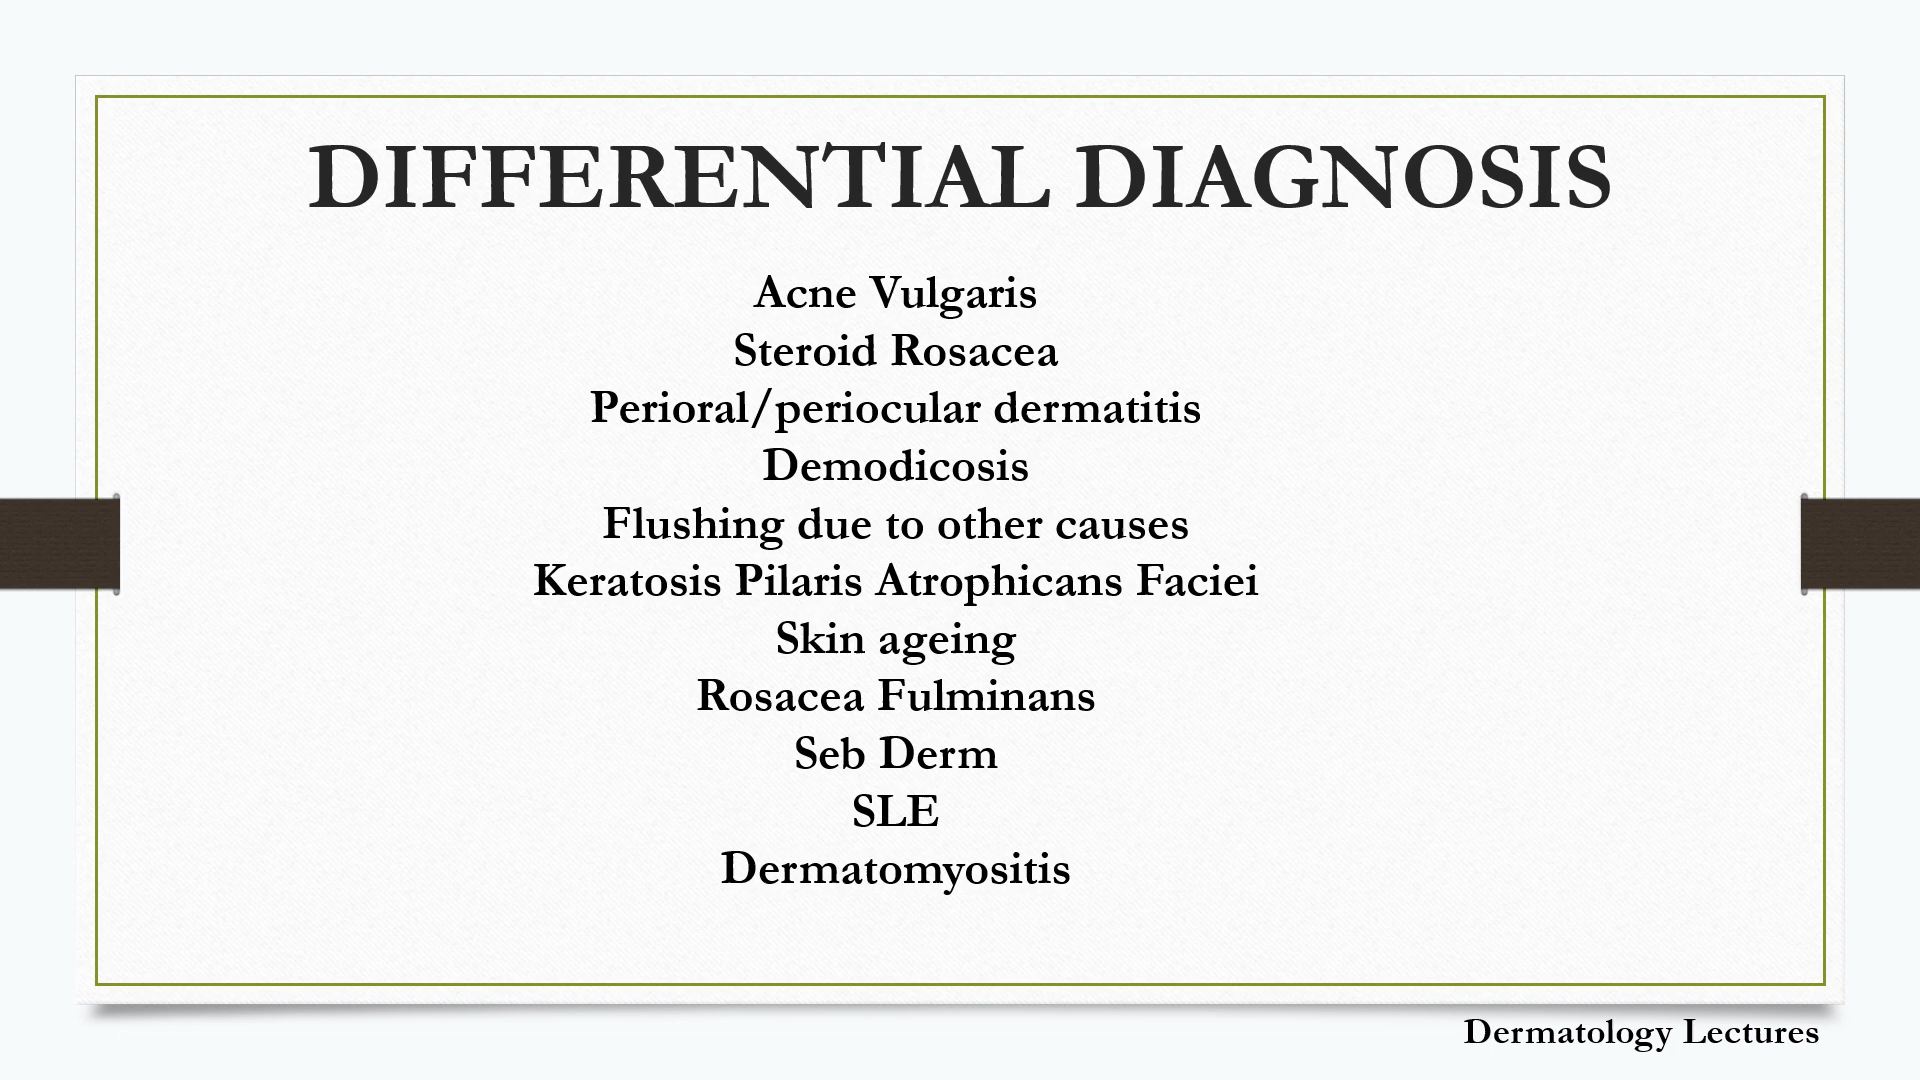 DIFFERENTIAL DIAGNOSIS
Acne Vulgaris
Steroid Rosacea
Perioral/periocular dermatitis
Demodicosis
Flushing due to other causes
Keratosis Pilaris Atrophicans Faciei
Skin ageing
Rosacea Fulminans
Seb Derm
SLE
Dermatomyositis
Dermatology Lectures